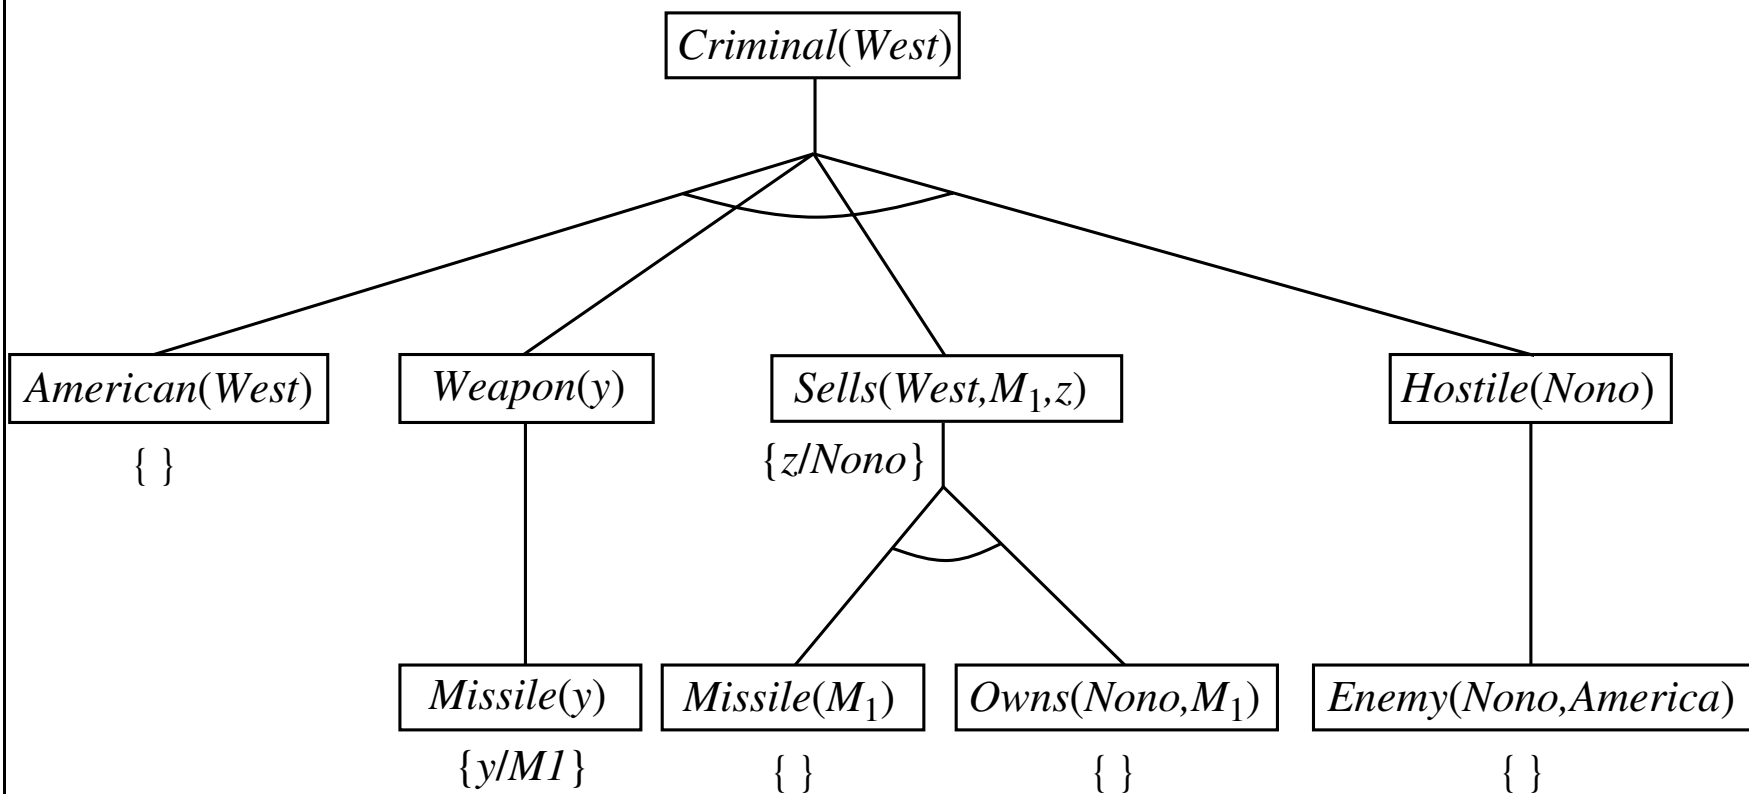 Criminal(West)
American(West) Weapon(y) Sells(West,M1,z) Hostile(Nono)
{ } {z/Nono}
Missile(y) Missile(M1) Owns(Nono,M1) Enemy(Nono,America)
{y/M1} { } { } { }